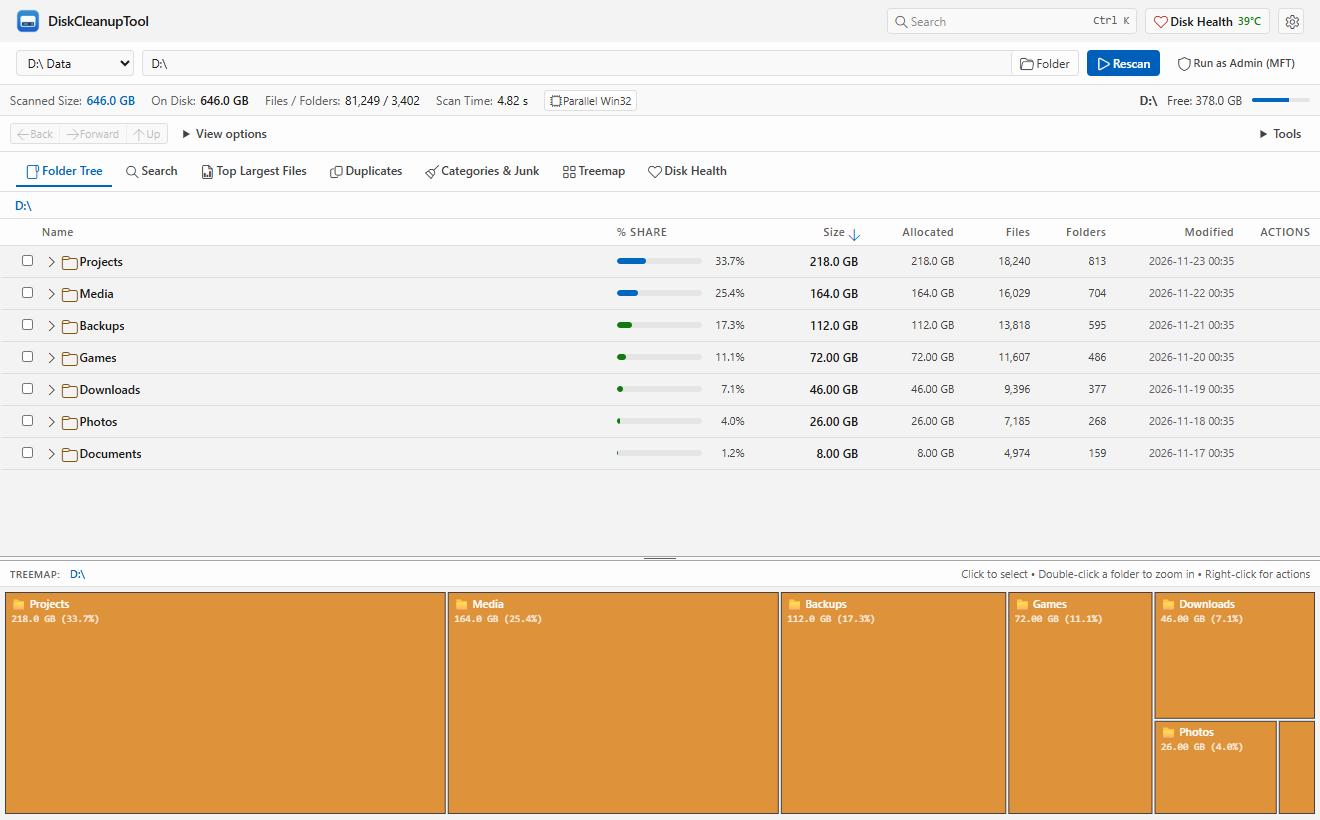 DiskCleanupTool
Search
Ctrl K
Disk Health 39°C
D:\ Data
D:\
Folder
Rescan
Run as Admin (MFT)
Scanned Size: 646.0 GB On Disk: 646.0 GB Files / Folders: 81,249 / 3,402 Scan Time: 4.82 s Parallel Win32
D:\ Free: 378.0 GB
Back Forward Up View options
Tools
Folder Tree Search Top Largest Files Duplicates Categories & Junk Treemap Disk Health
D:\
Name % SHARE Size Allocated Files Folders Modified ACTIONS
Projects 33.7% 218.0 GB 218.0 GB 18,240 813 2026-11-23 00:35
Media 25.4% 164.0 GB 164.0 GB 16,029 704 2026-11-22 00:35
Backups 17.3% 112.0 GB 112.0 GB 13,818 595 2026-11-21 00:35
Games 11.1% 72.00 GB 72.00 GB 11,607 486 2026-11-20 00:35
Downloads 7.1% 46.00 GB 46.00 GB 9,396 377 2026-11-19 00:35
Photos 4.0% 26.00 GB 26.00 GB 7,185 268 2026-11-18 00:35
Documents 1.2% 8.00 GB 8.00 GB 4,974 159 2026-11-17 00:35
TREEMAP: D:\
Click to select • Double-click a folder to zoom in • Right-click for actions
Projects
218.0 GB (33.7%)
Media
164.0 GB (25.4%)
Backups
112.0 GB (17.3%)
Games
72.00 GB (11.1%)
Downloads
46.00 GB (7.1%)
Photos
26.00 GB (4.0%)